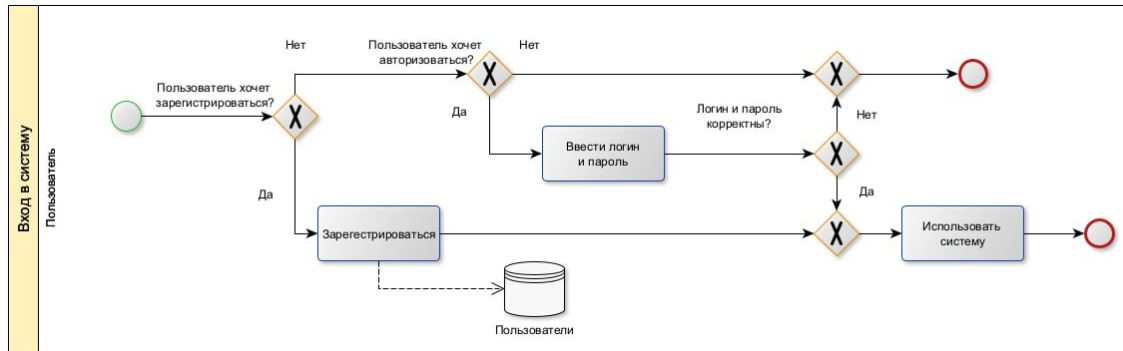 Вход в систему
Пользователь
Пользователь хочет
зарегистрироваться?
Нет
Да
Пользователь хочет
авторизоваться?
Нет
Да
Ввести логин
и пароль
Логин и пароль
корректны?
Нет
Да
Зарегестрироваться
Пользователи
Использовать
систему